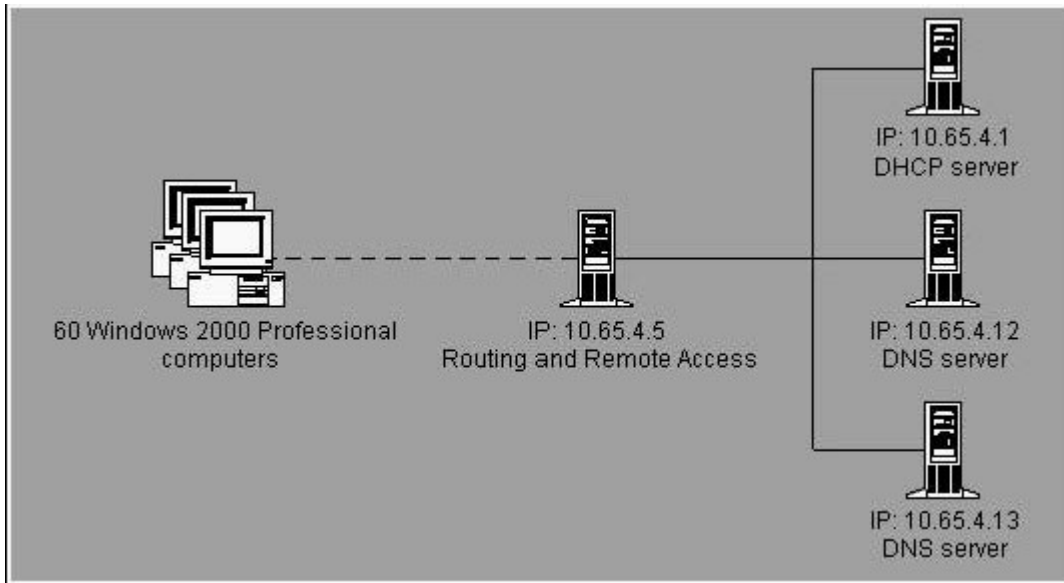 IP: 10.65.4.1
DHCP server
60 Windows 2000 Professional
computers
IP: 10.65.4.5
Routing and Remote Access
IP: 10.65.4.12
DNS server
IP: 10.65.4.13
DNS server